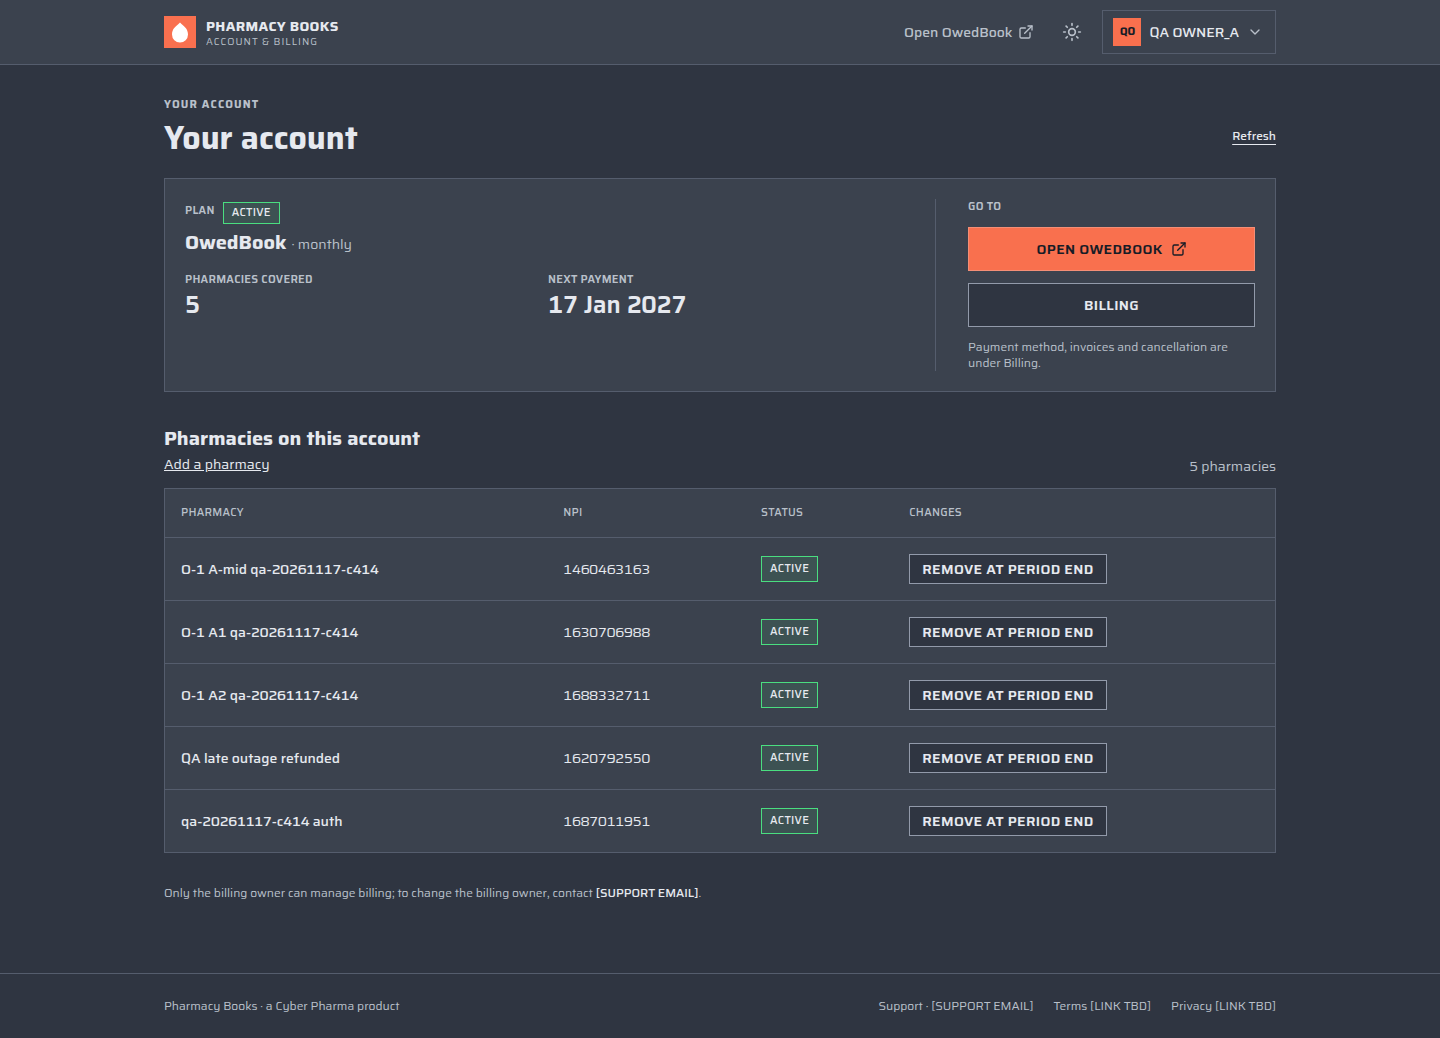 PHARMACY BOOKS
ACCOUNT & BILLING
Open OwedBook
QO QA OWNER_A
YOUR ACCOUNT
Your account
Refresh
PLAN ACTIVE
OwedBook · monthly
PHARMACIES COVERED
5
NEXT PAYMENT
17 Jan 2027
GO TO
OPEN OWEDBOOK
BILLING
Payment method, invoices and cancellation are
under Billing.
Pharmacies on this account
Add a pharmacy
5 pharmacies
PHARMACY NPI STATUS CHANGES
O-1 A-mid qa-20261117-c414 1460463163 ACTIVE REMOVE AT PERIOD END
O-1 A1 qa-20261117-c414 1630706988 ACTIVE REMOVE AT PERIOD END
O-1 A2 qa-20261117-c414 1688332711 ACTIVE REMOVE AT PERIOD END
QA late outage refunded 1620792550 ACTIVE REMOVE AT PERIOD END
qa-20261117-c414 auth 1687011951 ACTIVE REMOVE AT PERIOD END
Only the billing owner can manage billing; to change the billing owner, contact [SUPPORT EMAIL].
Pharmacy Books · a Cyber Pharma product
Support · [SUPPORT EMAIL] Terms [LINK TBD] Privacy [LINK TBD]